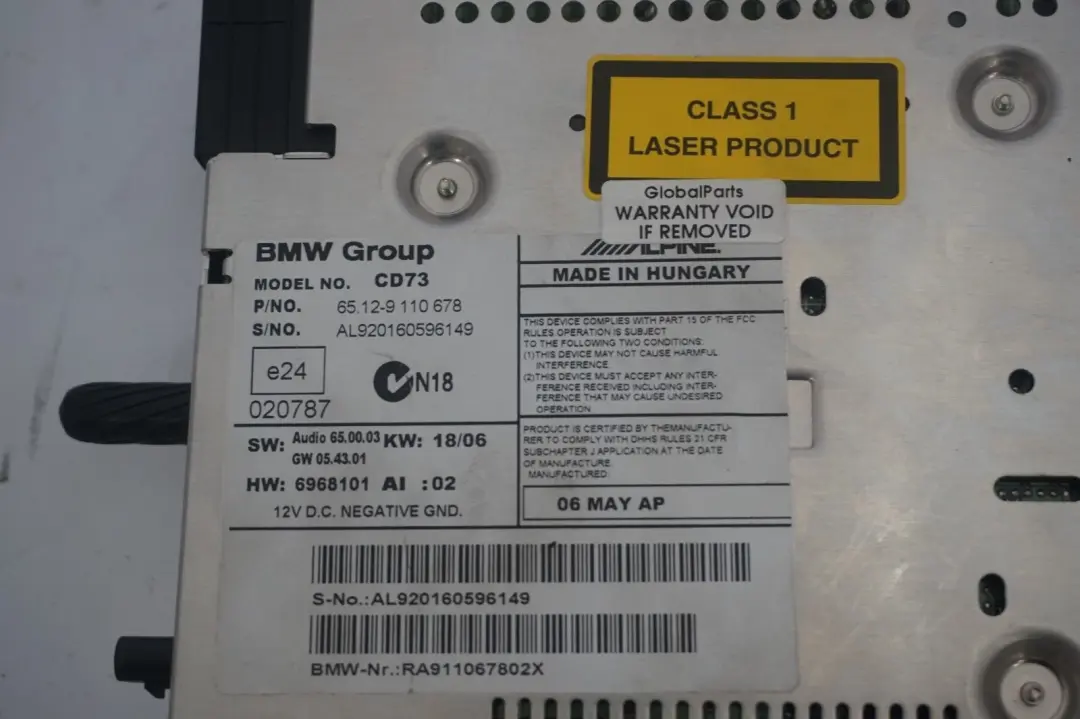 CLASS 1
LASER PRODUCT
GlobalParts
WARRANTY VOID
IF REMOVED
BMW Group
MODEL NO. CD73
P/NO. 65.12-9 110 678
S/NO. AL920160596149
e24
020787
N18
SW: Audio 65.00.03 KW: 18/06
GW 05.43.01
HW: 6968101 AI :02
12V D.C. NEGATIVE GND.
ALPINE.
MADE IN HUNGARY
THIS DEVICE COMPLIES WITH PART 15 OF THE FCC
RULES OPERATION IS SUBJECT
TO THE FOLLOWING TWO CONDITIONS:
(1)THIS DEVICE MAY NOT CAUSE HARMFUL
INTERFERENCE.
(2)THIS DEVICE MUST ACCEPT ANY INTER-
FERENCE RECEIVED INCLUDING INTER-
FERENCE THAT MAY CAUSE UNDESIRED
OPERATION
PRODUCT IS CERTIFIED BY THEMANUFACTU-
RER TO COMPLY WITH DHHS RULES 21 CFR
SUBCHAPTER J APPLICATION AT THE DATE
OF MANUFACTURE.
MANUFACTURED:
06 MAY AP
S-No.:AL920160596149
BMW-Nr.:RA911067802X